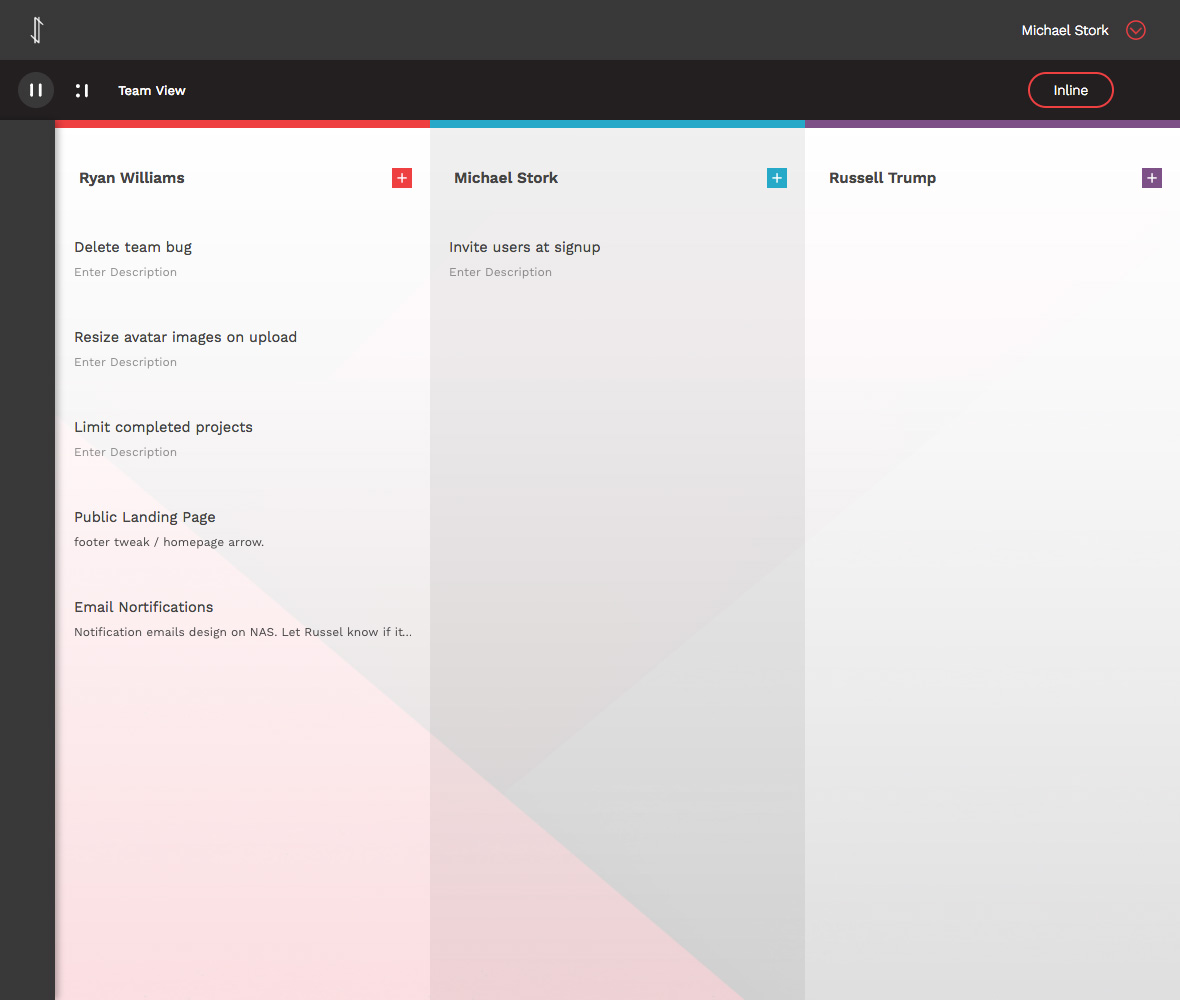 Michael Stork
Team View
Inline
Ryan Williams
Delete team bug
Enter Description
Resize avatar images on upload
Enter Description
Limit completed projects
Enter Description
Public Landing Page
footer tweak / homepage arrow.
Email Nortifications
Notification emails design on NAS. Let Russel know if it...
Michael Stork
Invite users at signup
Enter Description
Russell Trump